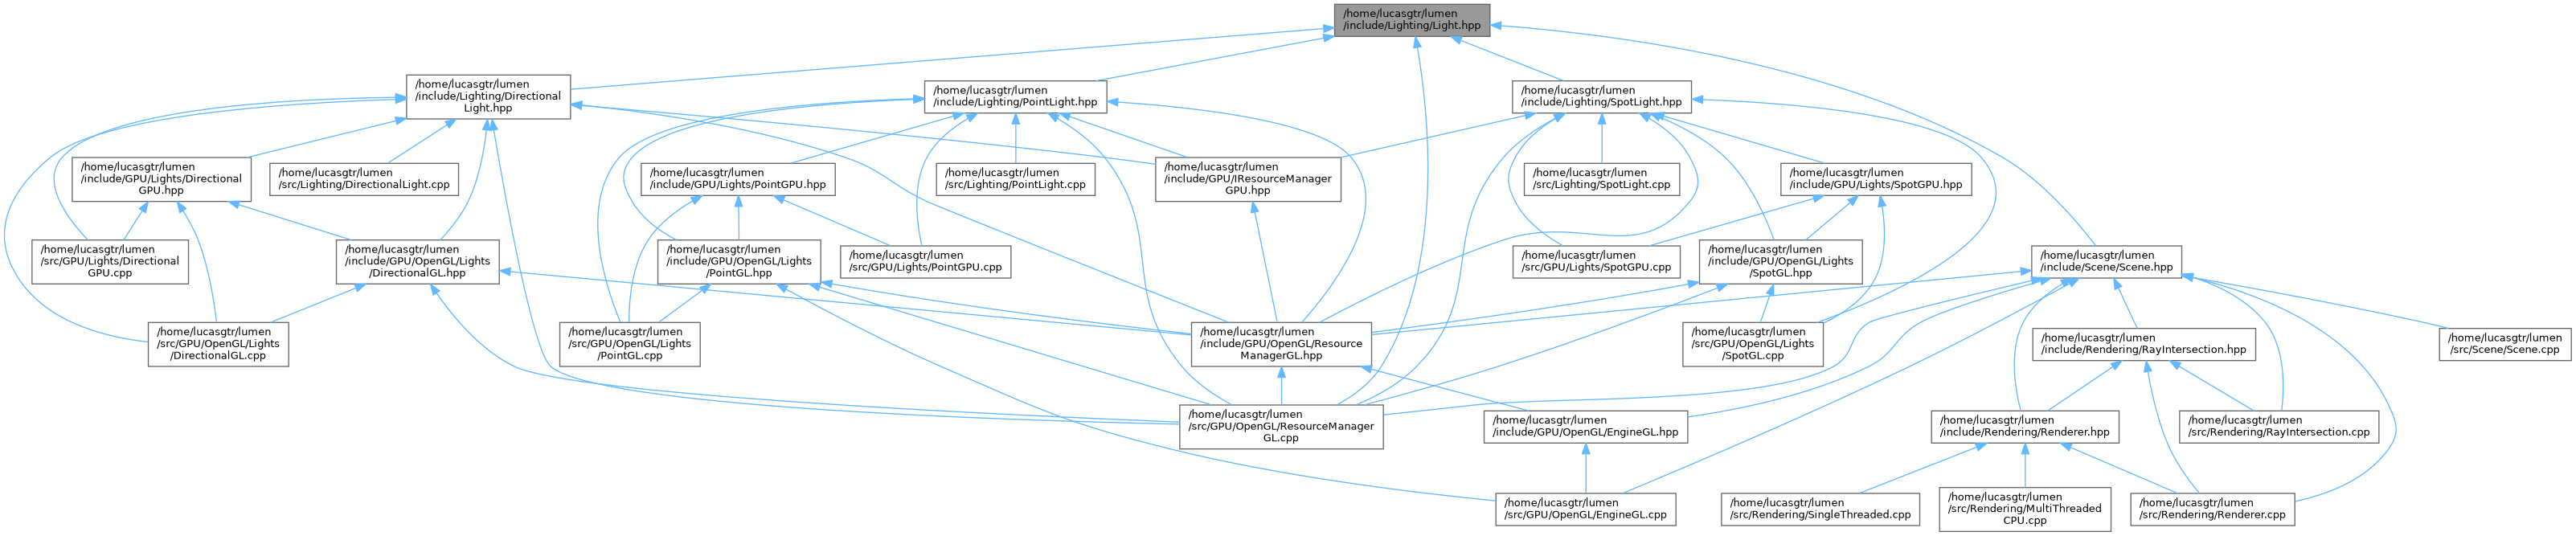 /home/lucasgtr/lumen
/include/Lighting/Light.hpp
/home/lucasgtr/lumen
/include/Lighting/Directional
Light.hpp
/home/lucasgtr/lumen
/include/Lighting/PointLight.hpp
/home/lucasgtr/lumen
/include/Lighting/SpotLight.hpp
/home/lucasgtr/lumen
/include/GPU/Lights/Directional
GPU.hpp
/home/lucasgtr/lumen
/src/Lighting/DirectionalLight.cpp
/home/lucasgtr/lumen
/include/GPU/Lights/PointGPU.hpp
/home/lucasgtr/lumen
/src/Lighting/PointLight.cpp
/home/lucasgtr/lumen
/include/GPU/IResourceManager
GPU.hpp
/home/lucasgtr/lumen
/src/Lighting/SpotLight.cpp
/home/lucasgtr/lumen
/include/GPU/Lights/SpotGPU.hpp
/home/lucasgtr/lumen
/src/GPU/Lights/Directional
GPU.cpp
/home/lucasgtr/lumen
/include/GPU/OpenGL/Lights
/DirectionalGL.hpp
/home/lucasgtr/lumen
/include/GPU/OpenGL/Lights
/PointGL.hpp
/home/lucasgtr/lumen
/src/GPU/Lights/PointGPU.cpp
/home/lucasgtr/lumen
/src/GPU/Lights/SpotGPU.cpp
/home/lucasgtr/lumen
/include/GPU/OpenGL/Lights
/SpotGL.hpp
/home/lucasgtr/lumen
/include/Scene/Scene.hpp
/home/lucasgtr/lumen
/src/GPU/OpenGL/Lights
/DirectionalGL.cpp
/home/lucasgtr/lumen
/src/GPU/OpenGL/Lights
/PointGL.cpp
/home/lucasgtr/lumen
/include/GPU/OpenGL/Resource
ManagerGL.hpp
/home/lucasgtr/lumen
/src/GPU/OpenGL/Lights
/SpotGL.cpp
/home/lucasgtr/lumen
/include/Rendering/RayIntersection.hpp
/home/lucasgtr/lumen
/src/Scene/Scene.cpp
/home/lucasgtr/lumen
/src/GPU/OpenGL/ResourceManager
GL.cpp
/home/lucasgtr/lumen
/include/GPU/OpenGL/EngineGL.hpp
/home/lucasgtr/lumen
/include/Rendering/Renderer.hpp
/home/lucasgtr/lumen
/src/Rendering/RayIntersection.cpp
/home/lucasgtr/lumen
/src/GPU/OpenGL/EngineGL.cpp
/home/lucasgtr/lumen
/src/Rendering/SingleThreaded.cpp
/home/lucasgtr/lumen
/src/Rendering/MultiThreaded
CPU.cpp
/home/lucasgtr/lumen
/src/Rendering/Renderer.cpp